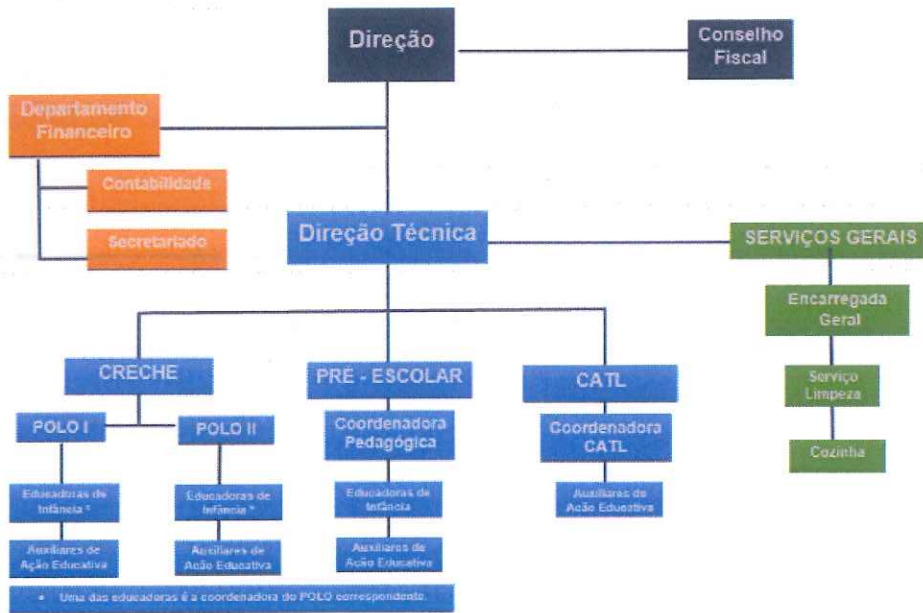 Direção
Conselho
Fiscal
Departamento
Financeiro
Contabilidade
Secretariado
Direção Técnica
SERVIÇOS GERAIS
Encarregada
Geral
Serviço
Limpeza
Cozinha
CRECHE
POLO I
POLO II
Educadoras de
Infância *
Auxiliares de
Ação Educativa
Educadoras de
Infância *
Auxiliares de
Ação Educativa
PRÉ - ESCOLAR
Coordenadora
Pedagógica
Educadoras de
Infância
Auxiliares de
Ação Educativa
CATL
Coordenadora
CATL
Auxiliares de
Ação Educativa
* Uma das educadoras é a coordenadora do POLO correspondente.